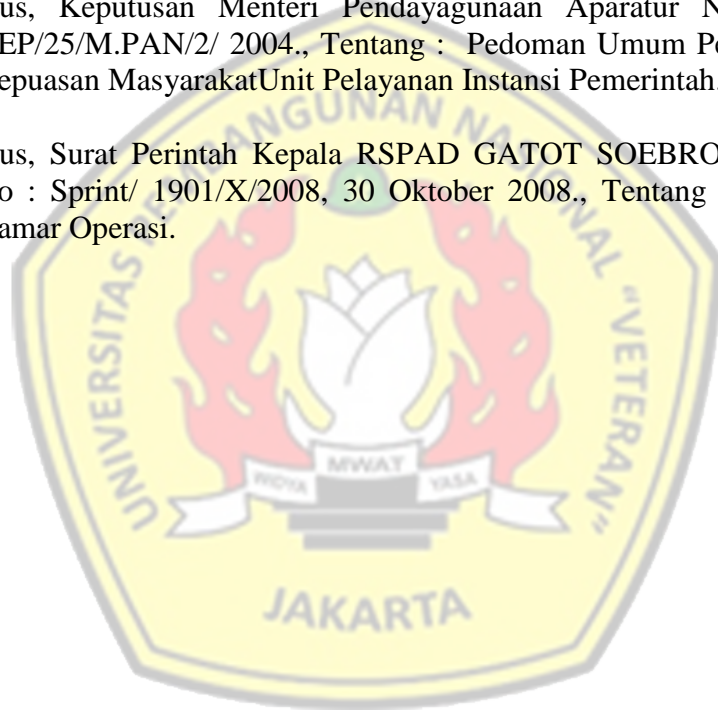 us, Keputusan Menteri Pendayagunaan Aparatur N
EP/25/M.PAN/2/ 2004., Tentang : Pedoman Umum Pe
epuasan MasyarakatUnit Pelayanan Instansi Pemerintah.
us, Surat Perintah Kepala RSPAD GATOT SOEBRO
o : Sprint/ 1901/X/2008, 30 Oktober 2008., Tentang
amar Operasi.
UNIVERSITAS PEMBANGUNAN NASIONAL "VETERAN"
WIDYA MWAT YASA
JAKARTA